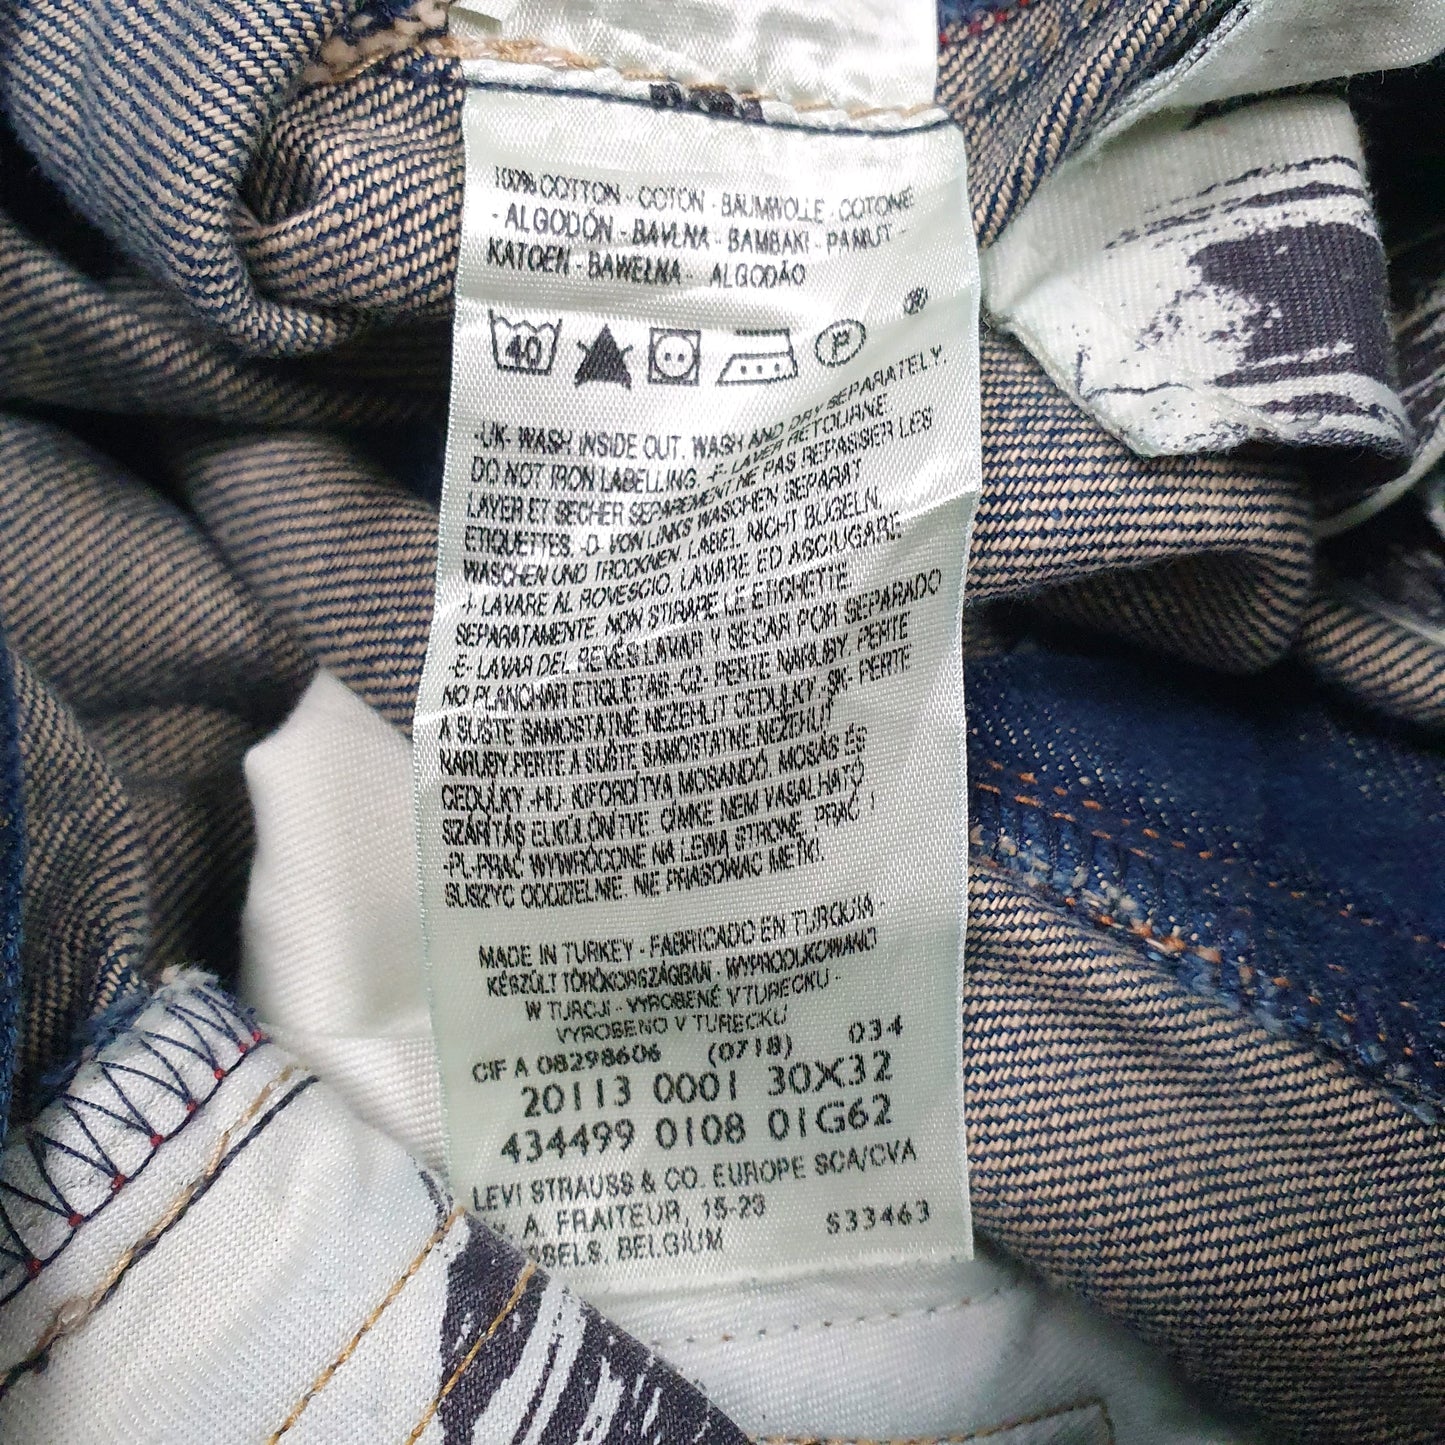 100% COTTON - COTON - BAUMWOLLE - COTONE
- ALGODÓN - BAVLNA - BAMBAKI - PAMUT -
KATOEN - BAWEŁNA - ALGODÃO
®
40 P
-UK- WASH INSIDE OUT. WASH AND DRY SEPARATELY.
DO NOT IRON LABELLING. -F- LAVER RETOURNE
LAVER ET SECHER SEPAREMENT NE PAS REPASSER LES
ETIQUETTES. -D- VON LINKS WASCHEN SEPARAT
WASCHEN UND TROCKNEN. LABEL NICHT BÜGELN.
-I- LAVARE AL ROVESCIO, LAVARE ED ASCIUGARE
SEPARATAMENTE. NON STIRARE LE ETICHETTE
-E- LAVAR DEL REVÉS LAVAR Y SECAR POR SEPARADO
NO PLANCHAR ETIQUETAS -CZ- PERTE NARUBY. PERTE
A SUŠTE SAMOSTATNĚ NEŽEHLIT CEDULKY -SK- PERTE
NARUBY.PERTE A SUŠTE SAMOSTATNE.NEŽEHLIŤ
CEDULKY.-HU- KIFORDÍTVA MOSANDÓ. MOSÁS ÉS
SZÁRÍTÁS ELKÜLÖNÍTVE. CÍMKE NEM VASALHATÓ
-PL-PRAĆ WYWRÓCONE NA LEWĄ STRONĘ. PRAĆ I
SUSZYĆ ODDZIELNIE. NIE PRASOWAĆ METKI.
MADE IN TURKEY - FABRICADO EN TURQUIA -
KÉSZÜLT TÖRÖKORSZÁGBAN - WYPRODUKOWANO
W TURCJI - VYROBENÉ V TURECKU -
VYROBENO V TURECKU
CIF A 08298606 (0718) 034
20113 0001 30X32
434499 0108 01G62
LEVI STRAUSS & CO. EUROPE SCA/CVA
A. FRAITEUR, 15-23 S33463
SSELS, BELGIUM